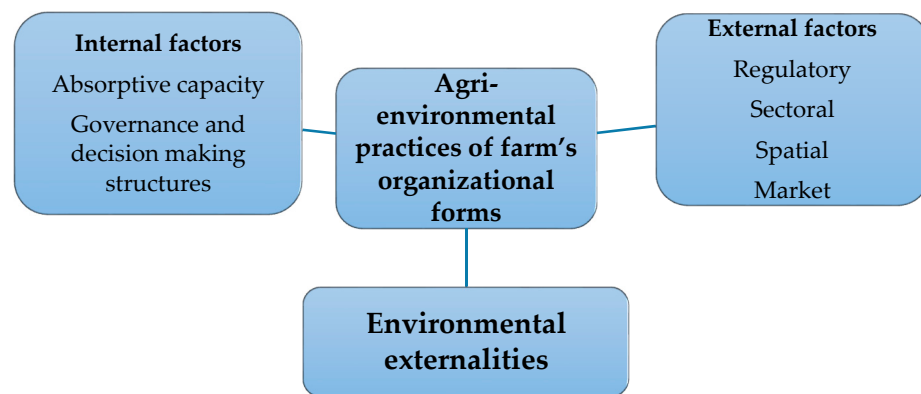 Internal factors
Absorptive capacity
Governance and
decision making
structures
Agri-
environmental
practices of farm’s
organizational
forms
External factors
Regulatory
Sectoral
Spatial
Market
Environmental
externalities